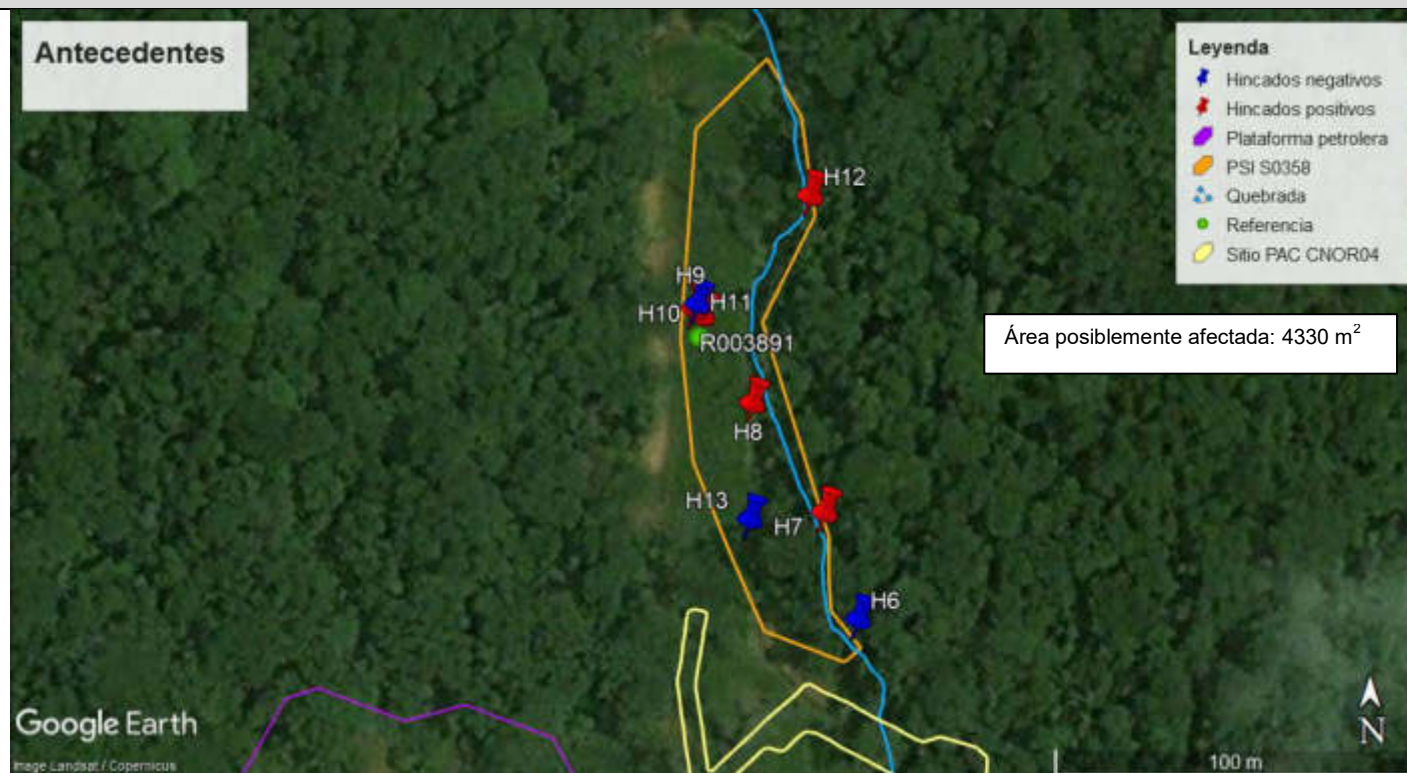 Antecedentes
Leyenda
Hincados negativos
Hincados positivos
Plataforma petrolera
PSI S0358
Quebrada
Referencia
Sitio PAC CNOR04
H12
H9
H10
H11
R003891
Área posiblemente afectada: 4330 m²
H8
H13
H7
H6
Google Earth
Image Landsat / Copernicus
100 m
N